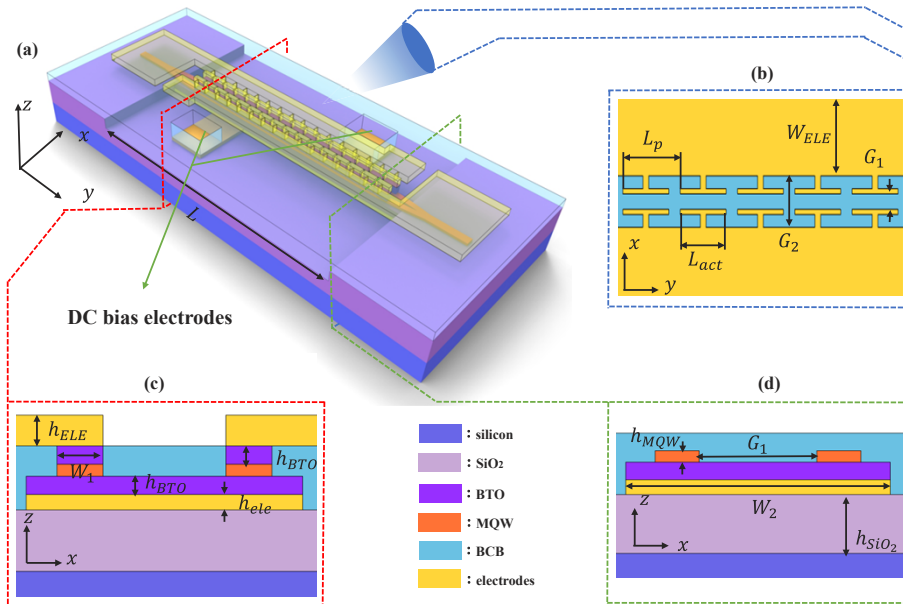 (a)
z
x
y
L
DC bias electrodes
(b)
W_ELE
L_p
G_1
G_2
L_act
x
y
(c)
h_ELE
W_1
h_BTO
h_BTO
h_ele
z
x
: silicon
: SiO₂
: BTO
: MQW
: BCB
: electrodes
(d)
h_MQW
G_1
W_2
z
x
h_SiO₂